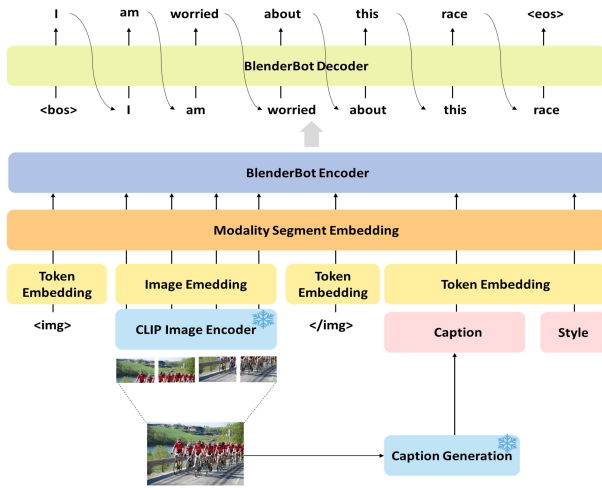 I am worried about this race <eos>
BlenderBot Decoder
<bos> I am worried about this race
BlenderBot Encoder
Modality Segment Embedding
Token
Embedding
Image Emedding
Token
Embedding
Token Embedding
<img>
CLIP Image Encoder
</img>
Caption
Style
Caption Generation